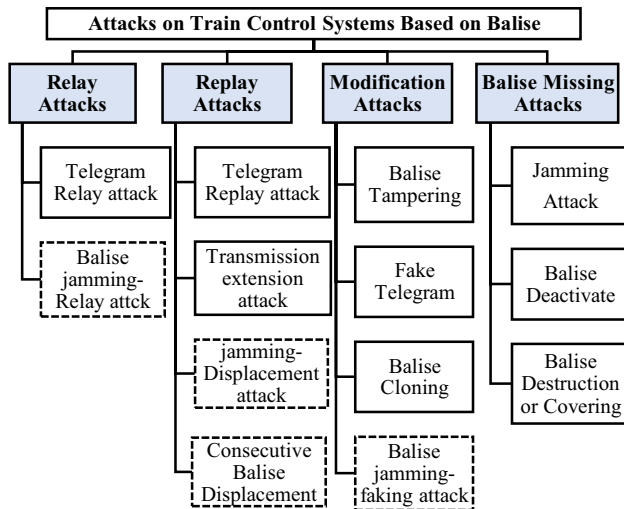 Attacks on Train Control Systems Based on Balise
Relay
Attacks
Replay
Attacks
Modification
Attacks
Balise Missing
Attacks
Telegram
Relay attack
Balise
jamming-
Relay attck
Telegram
Replay attack
Transmission
extension
attack
jamming-
Displacement
attack
Consecutive
Balise
Displacement
Balise
Tampering
Fake
Telegram
Balise
Cloning
Balise
jamming-
faking attack
Jamming
Attack
Balise
Deactivate
Balise
Destruction
or Covering